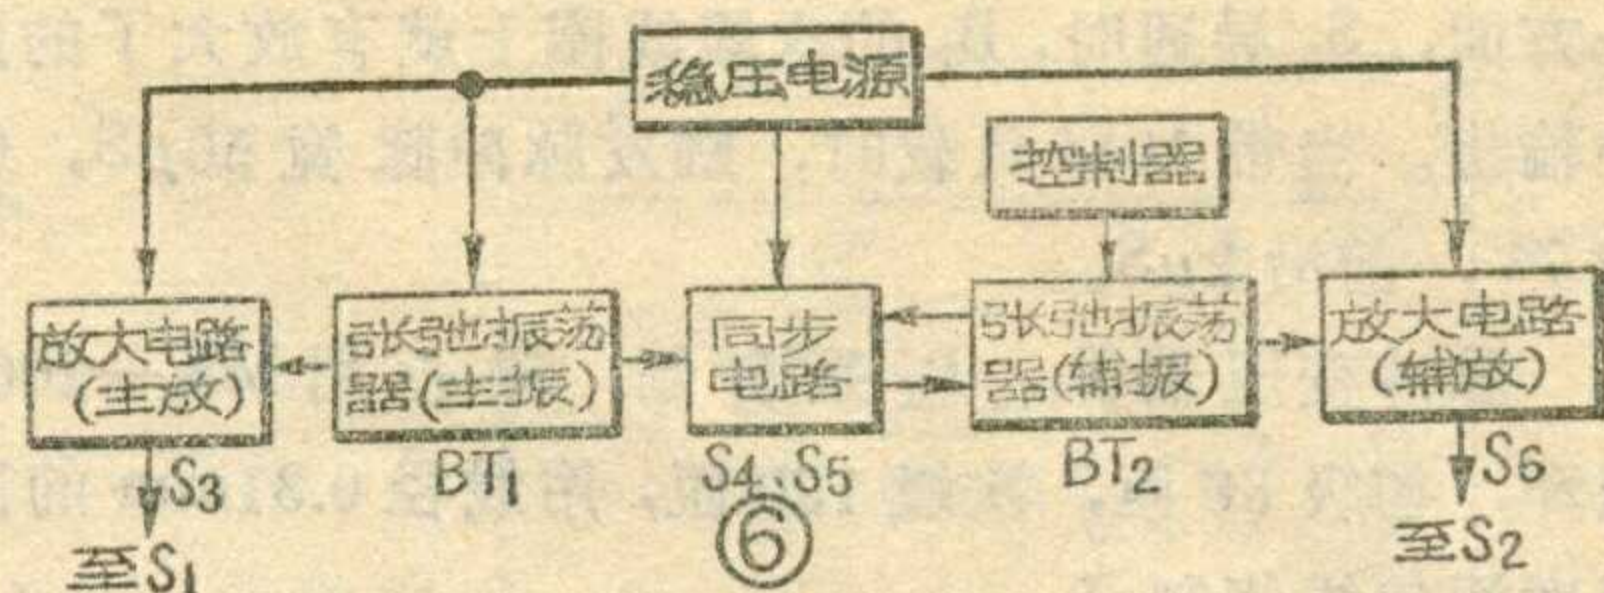 稳压电源
控制器
放大电路
(主放)
张弛振荡
器(主振)
同步
电路
张弛振荡
器(辅振)
放大电路
(辅放)
S3
BT1
S4、S5
BT2
S6
至S1
⑥
至S2